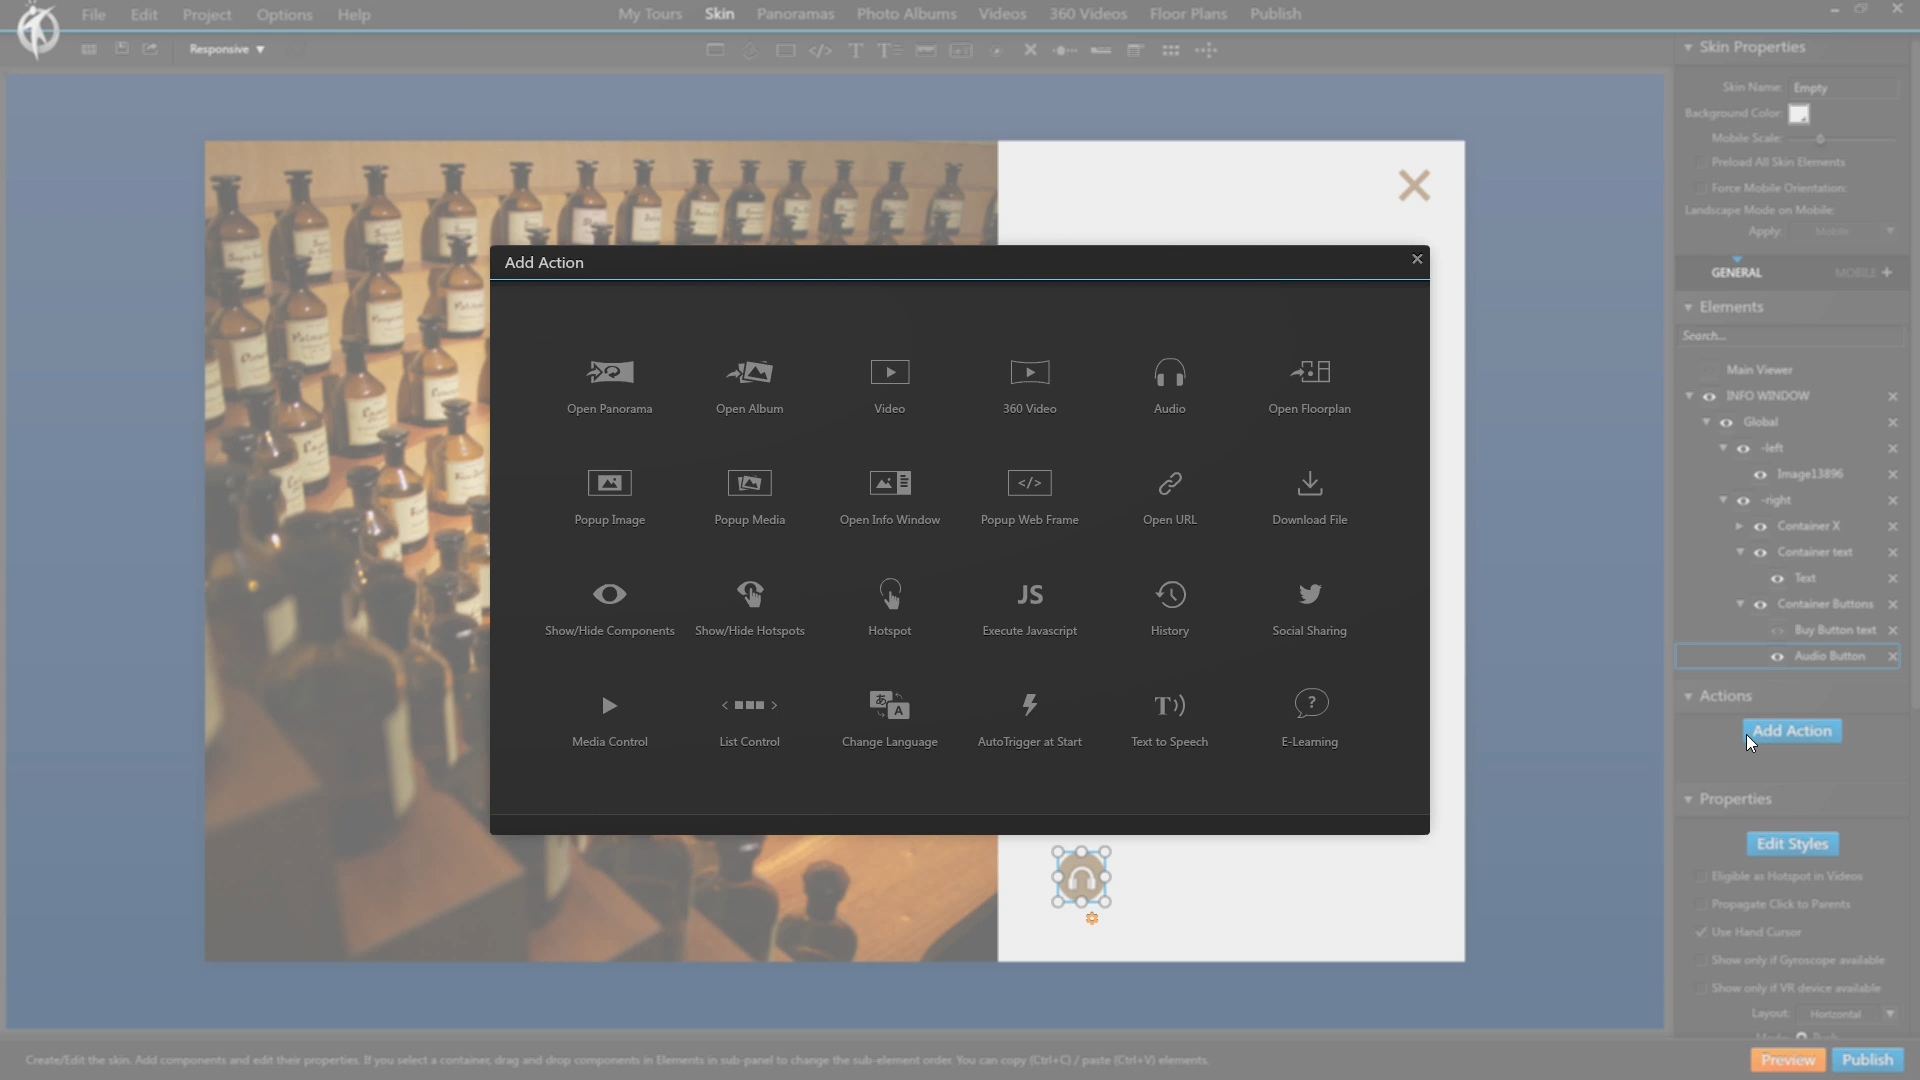 File Edit Project Options Help
My Tours Skin Panoramas Photo Albums Videos 360 Videos Floor Plans Publish
Responsive
Skin Properties
Skin Name: Empty
Background Color:
Mobile Scale:
Preload All Skin Elements
Force Mobile Orientation:
Landscape Mode on Mobile:
Apply: Mobile
GENERAL MOBILE +
Elements
Search...
Main Viewer
INFO WINDOW
Global
-left
Image13896
-right
Container X
Container text
Text
Container Buttons
Buy Button text
Audio Button
Actions
Add Action
Properties
Edit Styles
Eligible as Hotspot in Videos
Propagate Click to Parents
Use Hand Cursor
Show only if Gyroscope available
Show only if VR device available
Layout: Horizontal
Add Action
Open Panorama Open Album Video 360 Video Audio Open Floorplan
Popup Image Popup Media Open Info Window Popup Web Frame Open URL Download File
JS
Show/Hide Components Show/Hide Hotspots Hotspot Execute Javascript History Social Sharing
Media Control List Control Change Language AutoTrigger at Start Text to Speech E-Learning
Create/Edit the skin. Add components and edit their properties. If you select a container, drag and drop components in Elements in sub-panel to change the sub-element order. You can copy (Ctrl+C) / paste (Ctrl+V) elements.
Preview Publish